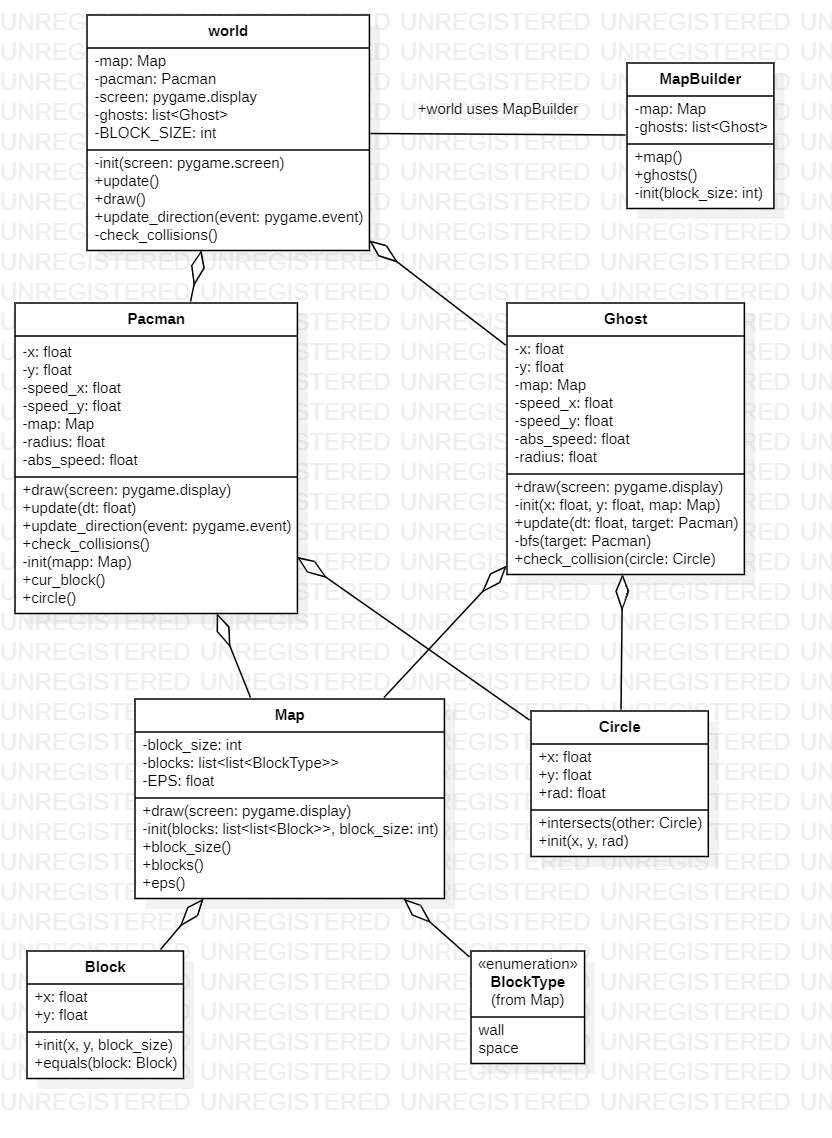 world
-map: Map
-pacman: Pacman
-screen: pygame.display
-ghosts: list<Ghost>
-BLOCK_SIZE: int
-init(screen: pygame.screen)
+update()
+draw()
+update_direction(event: pygame.event)
-check_collisions()
+world uses MapBuilder
MapBuilder
-map: Map
-ghosts: list<Ghost>
+map()
+ghosts()
-init(block_size: int)
Pacman
-x: float
-y: float
-speed_x: float
-speed_y: float
-map: Map
-radius: float
-abs_speed: float
+draw(screen: pygame.display)
+update(dt: float)
+update_direction(event: pygame.event)
+check_collisions()
-init(mapp: Map)
+cur_block()
+circle()
Ghost
-x: float
-y: float
-map: Map
-speed_x: float
-speed_y: float
-abs_speed: float
-radius: float
+draw(screen: pygame.display)
-init(x: float, y: float, map: Map)
+update(dt: float, target: Pacman)
-bfs(target: Pacman)
+check_collision(circle: Circle)
Map
-block_size: int
-blocks: list<list<BlockType>>
-EPS: float
+draw(screen: pygame.display)
-init(blocks: list<list<Block>>, block_size: int)
+block_size()
+blocks()
+eps()
Circle
+x: float
+y: float
+rad: float
+intersects(other: Circle)
+init(x, y, rad)
Block
+x: float
+y: float
+init(x, y, block_size)
+equals(block: Block)
«enumeration»
BlockType
(from Map)
wall
space
UNREGISTERED